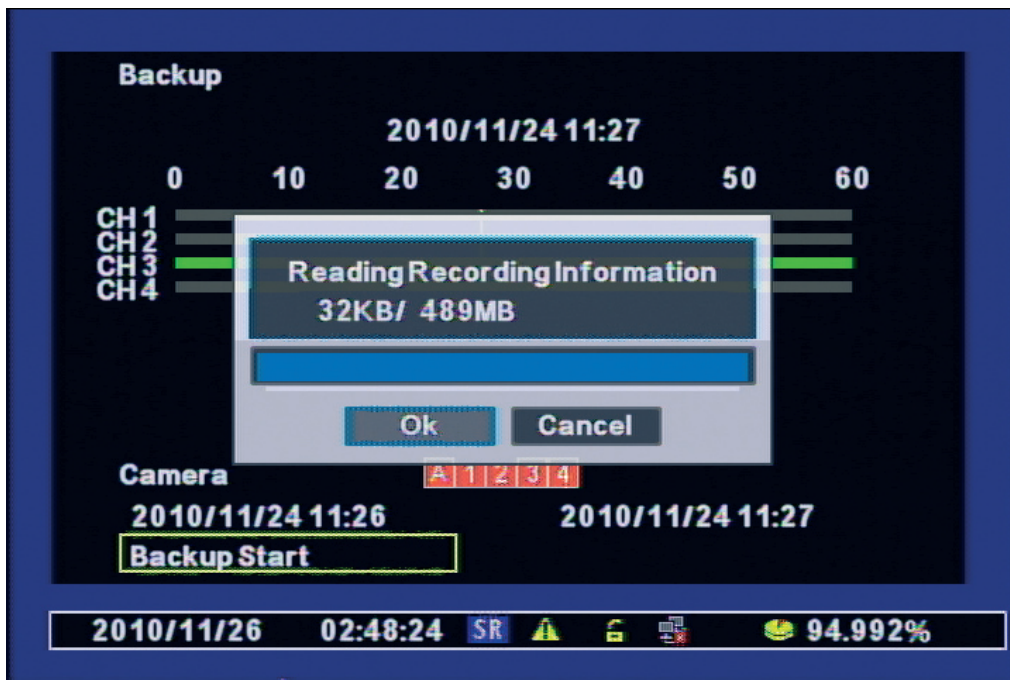 Backup
2010/11/24 11:27
0 10 20 30 40 50 60
CH 1
CH 2
CH 3
CH 4
Reading Recording Information
32KB/ 489MB
Ok Cancel
Camera A 1 2 3 4
2010/11/24 11:26 2010/11/24 11:27
Backup Start
2010/11/26 02:48:24 SR 94.992%